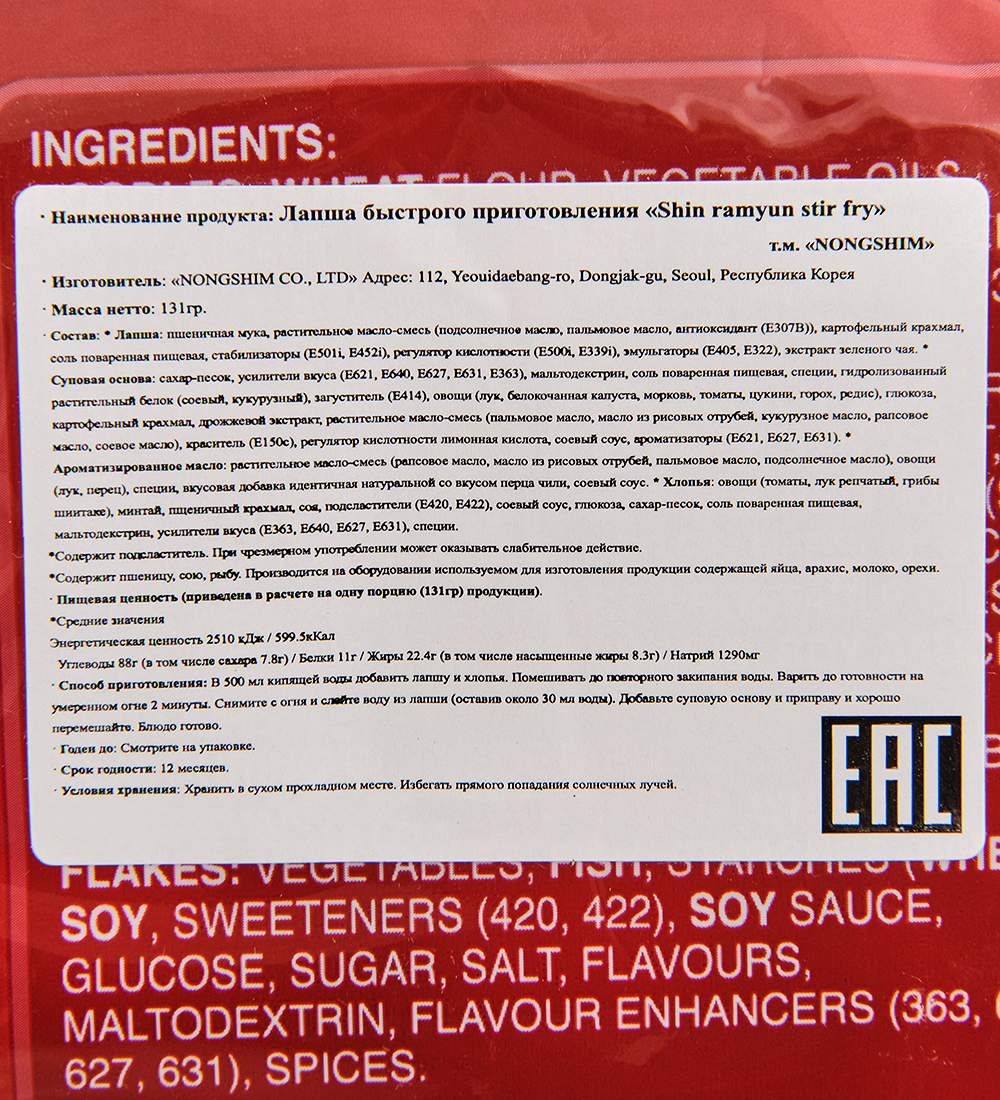 INGREDIENTS:
FLOUR, VEGETABLE OILS
· Наименование продукта: Лапша быстрого приготовления «Shin ramyun stir fry»
т.м. «NONGSHIM»
· Изготовитель: «NONGSHIM CO., LTD» Адрес: 112, Yeouidaebang-ro, Dongjak-gu, Seoul, Республика Корея
· Масса нетто: 131гр.
· Состав: * Лапша: пшеничная мука, растительное масло-смесь (подсолнечное масло, пальмовое масло, антиоксидант (E307B)), картофельный крахмал,
соль поваренная пищевая, стабилизаторы (E501i, E452i), регулятор кислотности (E500i, E339i), эмульгаторы (E405, E322), экстракт зеленого чая. *
Суповая основа: сахар-песок, усилители вкуса (E621, E640, E627, E631, E363), мальтодекстрин, соль поваренная пищевая, специи, гидролизованный
растительный белок (соевый, кукурузный), загуститель (E414), овощи (лук, белокочанная капуста, морковь, томаты, цукини, горох, редис), глюкоза,
картофельный крахмал, дрожжевой экстракт, растительное масло-смесь (пальмовое масло, масло из рисовых отрубей, кукурузное масло, рапсовое
масло, соевое масло), краситель (E150c), регулятор кислотности лимонная кислота, соевый соус, ароматизаторы (E621, E627, E631). *
Ароматизированное масло: растительное масло-смесь (рапсовое масло, масло из рисовых отрубей, пальмовое масло, подсолнечное масло), овощи
(лук, перец), специи, вкусовая добавка идентичная натуральной со вкусом перца чили, соевый соус. * Хлопья: овощи (томаты, лук репчатый, грибы
шиитаке), минтай, пщеничный крахмал, соя, подсластители (E420, E422), соевый соус, глюкоза, сахар-песок, соль поваренная пищевая,
мальтодекстрин, усилители вкуса (E363, E640, E627, E631), специи.
*Содержит подсластитель. При чрезмерном употреблении может оказывать слабительное действие.
*Содержит пшеницу, сою, рыбу. Производится на оборудовании используемом для изготовления продукции содержащей яйца, арахис, молоко, орехи.
· Пищевая ценность (приведена в расчете на одну порцию (131гр) продукции).
*Средние значения
Энергетическая ценность 2510 кДж / 599.5кКал
Углеводы 88г (в том числе сахара 7.8г) / Белки 11г / Жиры 22.4г (в том числе насыщенные жиры 8.3г) / Натрий 1290мг
· Способ приготовления: В 500 мл кипящей воды добавить лапшу и хлопья. Помешивать до повторного закипания воды. Варить до готовности на
умеренном огне 2 минуты. Снимите с огня и слейте воду из лапши (оставив около 30 мл воды). Добавьте суповую основу и приправу и хорошо
перемешайте. Блюдо готово.
· Годен до: Смотрите на упаковке.
· Срок годности: 12 месяцев.
· Условия хранения: Хранить в сухом прохладном месте. Избегать прямого попадания солнечных лучей.
EAC
FLAKES: VEGETABLES, FISH, STARCHES (WHE
SOY, SWEETENERS (420, 422), SOY SAUCE,
GLUCOSE, SUGAR, SALT, FLAVOURS,
MALTODEXTRIN, FLAVOUR ENHANCERS (363,
627, 631), SPICES.